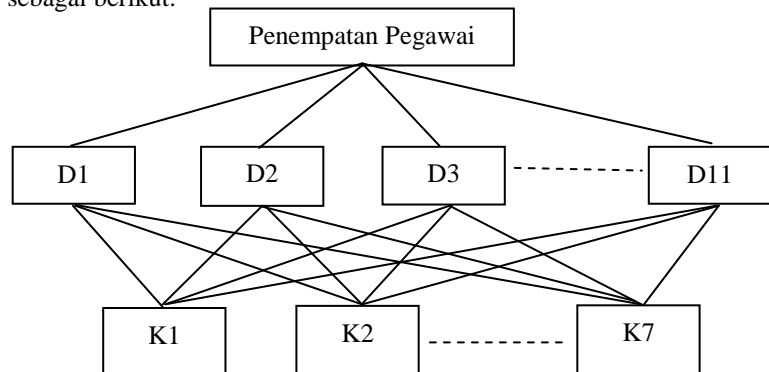 sebagai berikut.
Penempatan Pegawai
D1 D2 D3 D11
K1 K2 K7